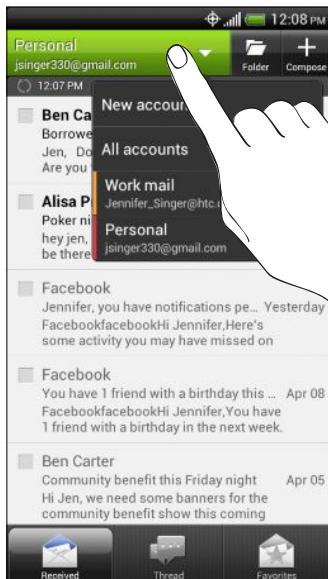 12:08 PM
Personal
jsinger330@gmail.com
Folder
Compose
12:07 PM
New
All accounts
Work mail
Jennifer_Singer@htc.
Personal
jsinger330@gmail.com
Ben
Jen,
Are you
Alisa
Poker
hey jen,
be there
Facebook
Jennifer, you have notifications pe... Yesterday
FacebookfacebookHi Jennifer,Here's
some activity you may have missed on
Facebook
You have 1 friend with a birthday this ... Apr 08
FacebookfacebookHi Jennifer,You have
1 friend with a birthday in the next week.
Ben Carter
Community benefit this Friday night Apr 05
Hi Jen, we need some banners for the
community benefit show this coming
Received
Thread
Favorites